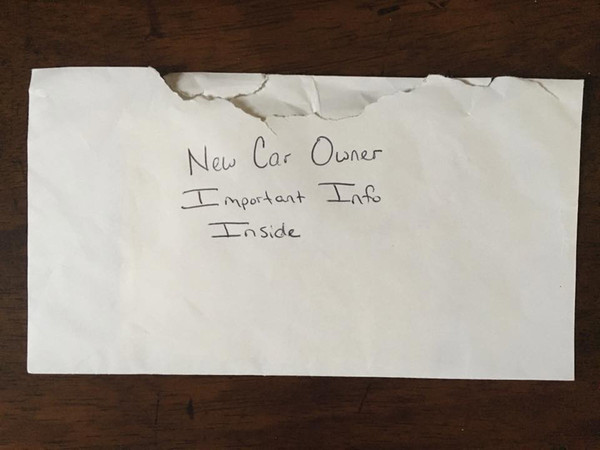 New Car Owner
Important Info
Inside